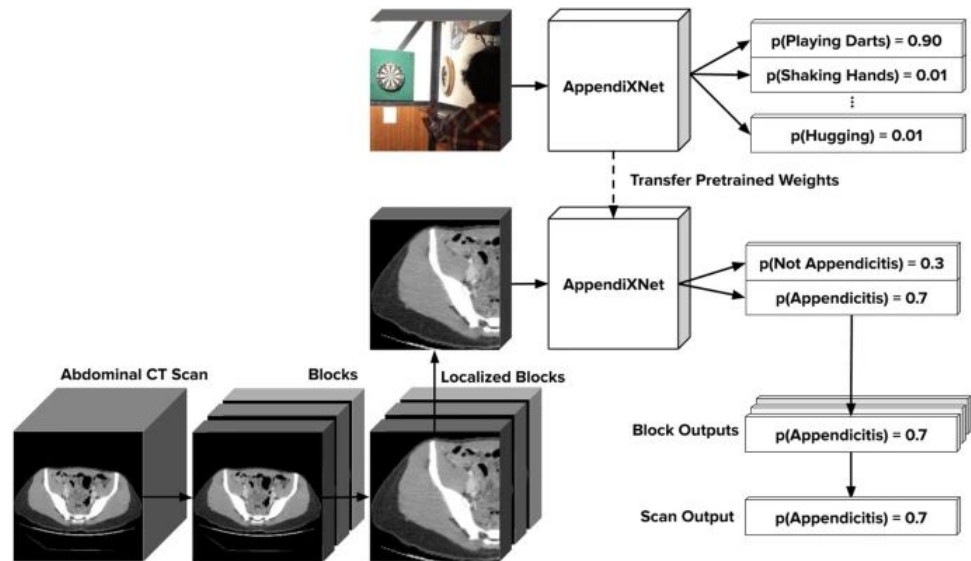 AppendiXNet
p(Playing Darts) = 0.90
p(Shaking Hands) = 0.01
⋮
p(Hugging) = 0.01
Transfer Pretrained Weights
AppendiXNet
p(Not Appendicitis) = 0.3
p(Appendicitis) = 0.7
Abdominal CT Scan
Blocks
Localized Blocks
Block Outputs
p(Appendicitis) = 0.7
Scan Output
p(Appendicitis) = 0.7